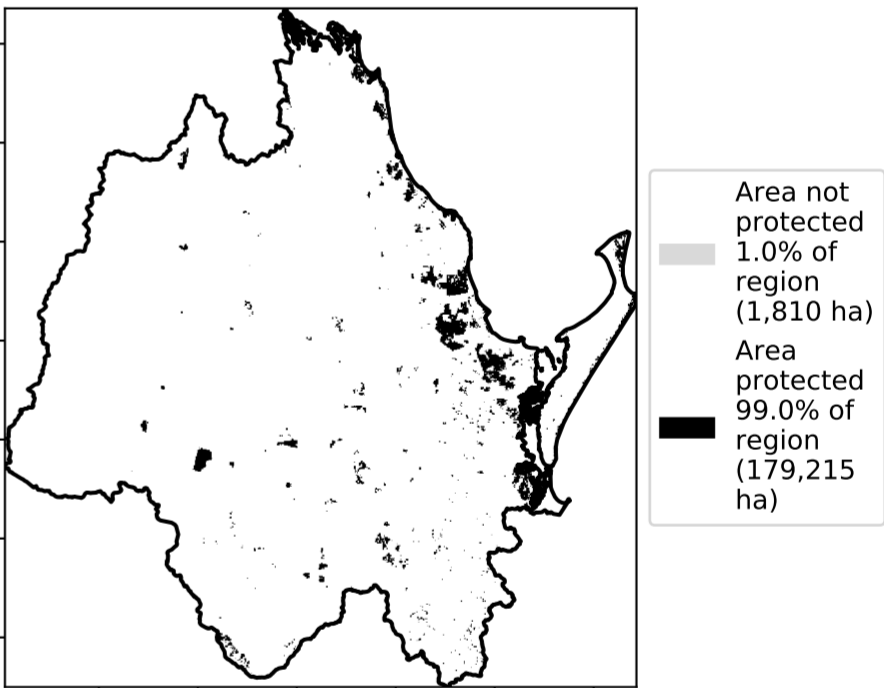 Area not
protected
1.0% of
region
(1,810 ha)
Area
protected
99.0% of
region
(179,215
ha)